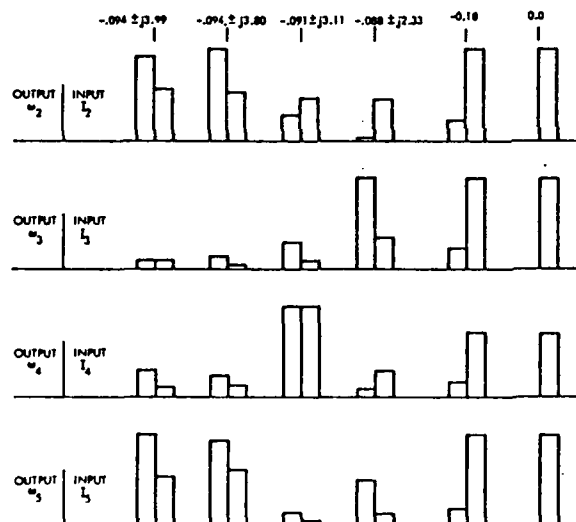 -.094 ± j3.99 -.094 ± j3.80 -.091 ± j3.11 -.088 ± j2.33 -0.18 0.0
OUTPUT INPUT
ω2 I2
OUTPUT INPUT
ω3 I3
OUTPUT INPUT
ω4 I4
OUTPUT INPUT
ω5 I5